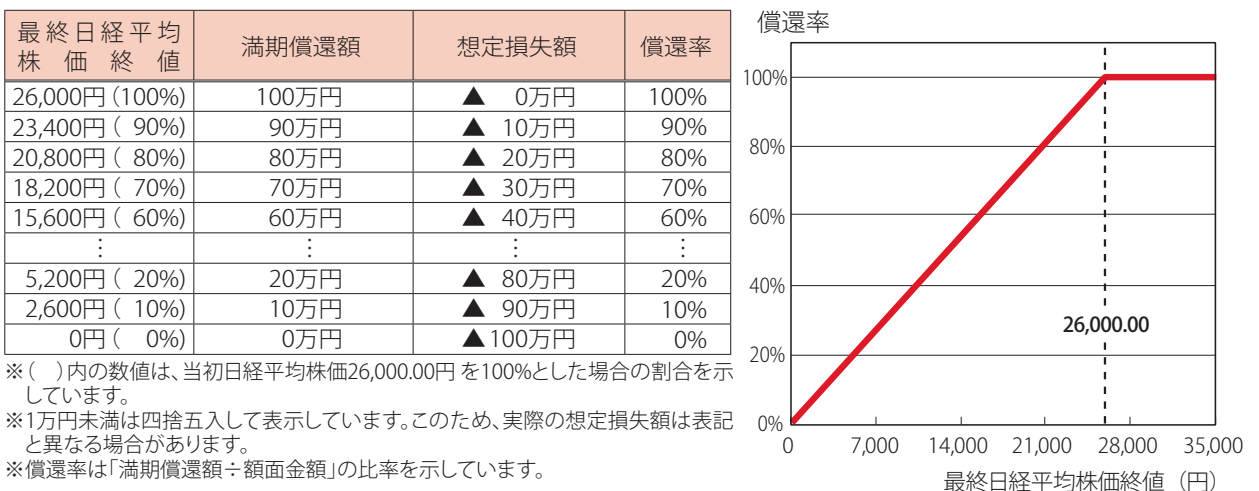 最終日経平均
株価終値
満期償還額
想定損失額
償還率
26,000円(100%) 100万円 ▲ 0万円 100%
23,400円( 90%) 90万円 ▲ 10万円 90%
20,800円( 80%) 80万円 ▲ 20万円 80%
18,200円( 70%) 70万円 ▲ 30万円 70%
15,600円( 60%) 60万円 ▲ 40万円 60%
⋮ ⋮ ⋮ ⋮
5,200円( 20%) 20万円 ▲ 80万円 20%
2,600円( 10%) 10万円 ▲ 90万円 10%
0円( 0%) 0万円 ▲100万円 0%
※( )内の数値は、当初日経平均株価26,000.00円 を100%とした場合の割合を示
しています。
※1万円未満は四捨五入して表示しています。このため、実際の想定損失額は表記
と異なる場合があります。
※償還率は「満期償還額÷額面金額」の比率を示しています。
償還率
100%
80%
60%
40%
20%
0%
26,000.00
0 7,000 14,000 21,000 28,000 35,000
最終日経平均株価終値(円)